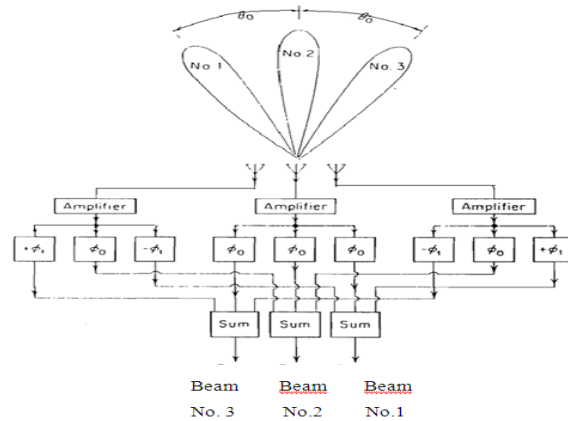 θ₀ θ₀
No.1 No.2 No.3
Amplifier Amplifier Amplifier
+ϕ₁ ϕ₀ -ϕ₁ ϕ₀ ϕ₀ ϕ₀ -ϕ₁ ϕ₀ +ϕ₁
Sum Sum Sum
Beam Beam Beam
No. 3 No.2 No.1